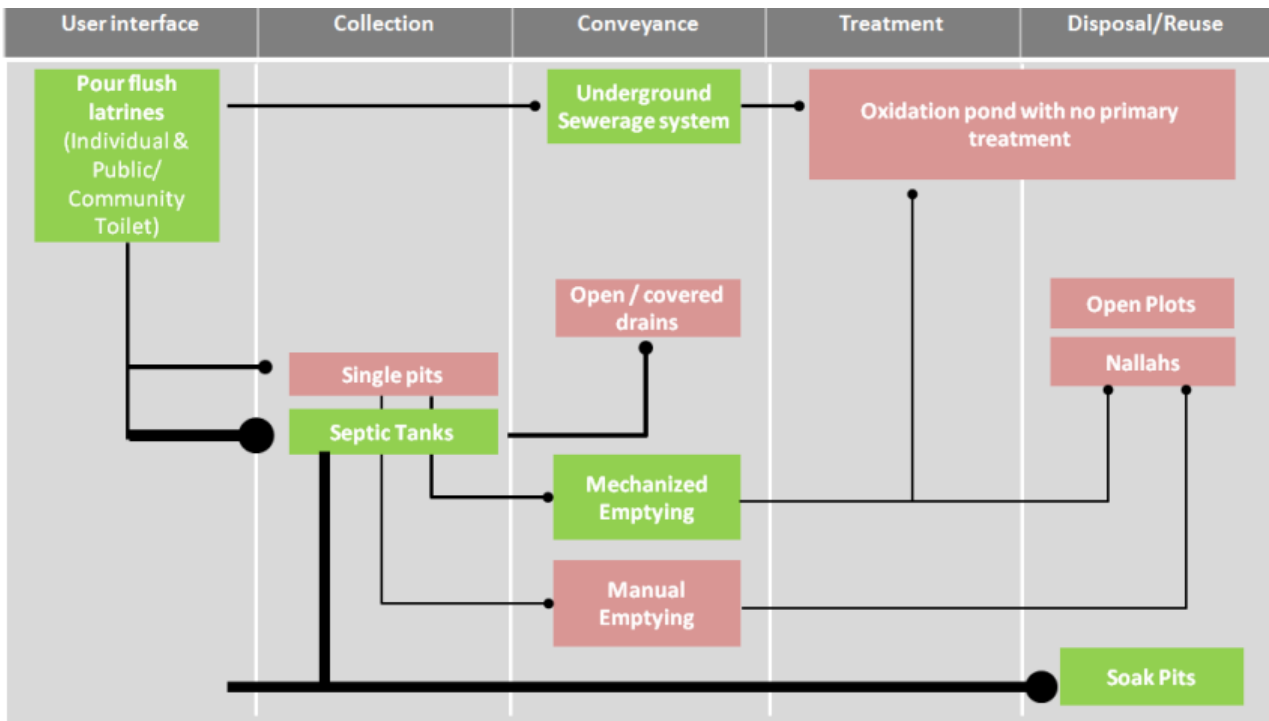 User interface
Collection
Conveyance
Treatment
Disposal/Reuse
Pour flush
latrines
(Individual &
Public/
Community
Toilet)
Underground
Sewerage system
Oxidation pond with no primary
treatment
Open / covered
drains
Open Plots
Single pits
Nallahs
Septic Tanks
Mechanized
Emptying
Manual
Emptying
Soak Pits